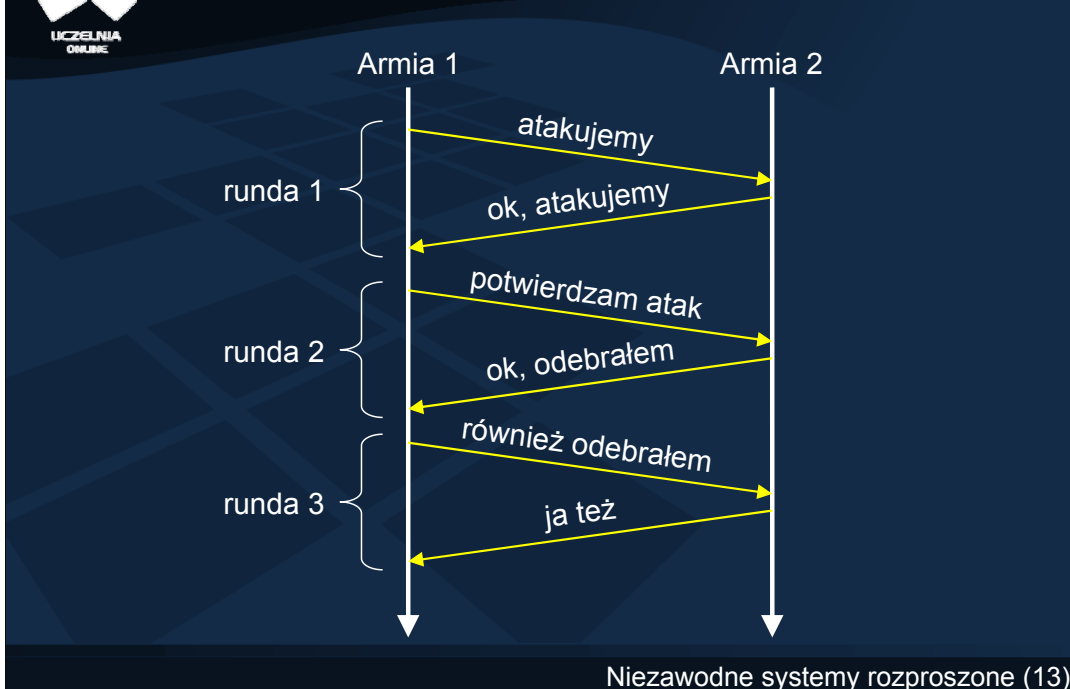 UCZELNIA
ONLINE
Armia 1
Armia 2
atakujemy
runda 1
ok, atakujemy
potwierdzam atak
runda 2
ok, odebrałem
również odebrałem
runda 3
ja też
Niezawodne systemy rozproszone (13)